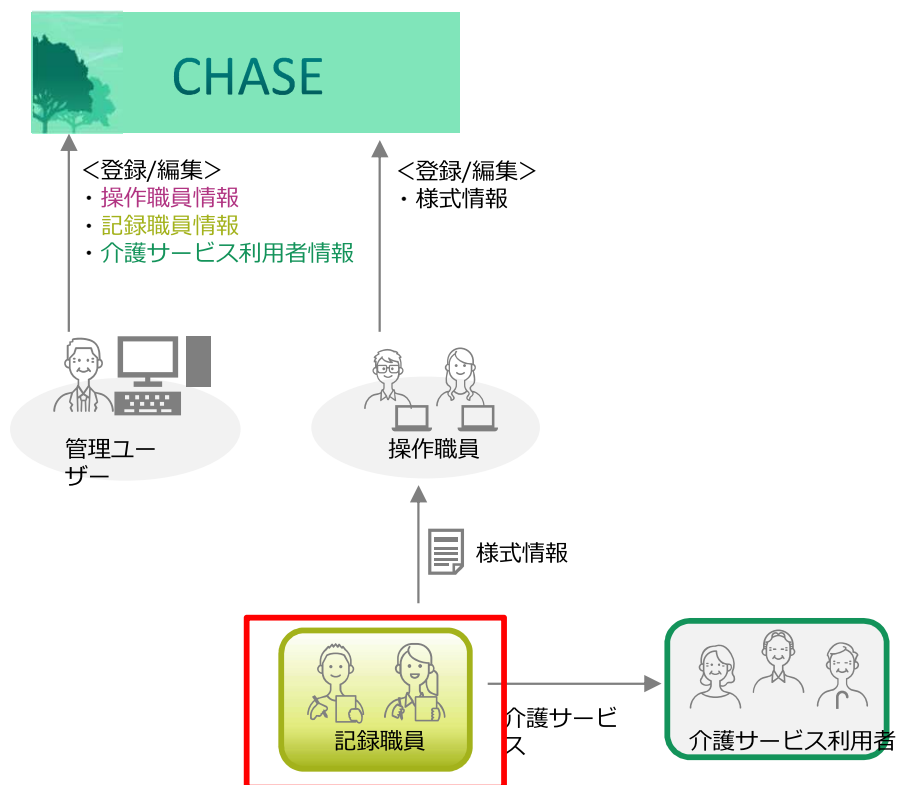 CHASE
＜登録/編集＞
・操作職員情報
・記録職員情報
・介護サービス利用者情報
＜登録/編集＞
・様式情報
管理ユー
ザー
操作職員
様式情報
記録職員
介護サービ
ス
介護サービス利用者